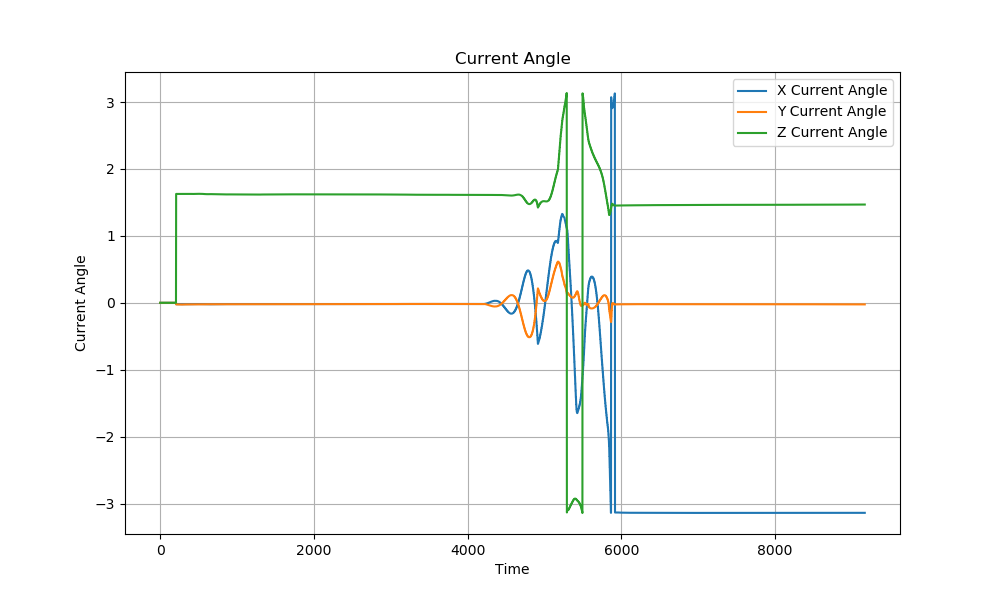 Current Angle
X Current Angle
Y Current Angle
Z Current Angle
3
2
1
0
−1
−2
−3
Current Angle
0
2000
4000
6000
8000
Time